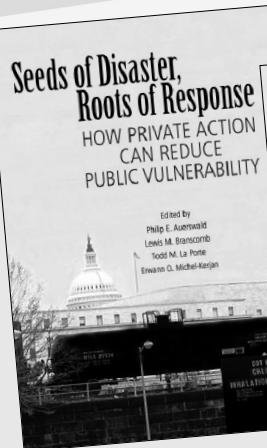 Seeds of Disaster,
Roots of Response
HOW PRIVATE ACTION
CAN REDUCE
PUBLIC VULNERABILITY
Edited by
Philip E. Auerswald
Lewis M. Branscomb
Todd M. La Porte
Erwann O. Michel-Kerjan
INHALATION